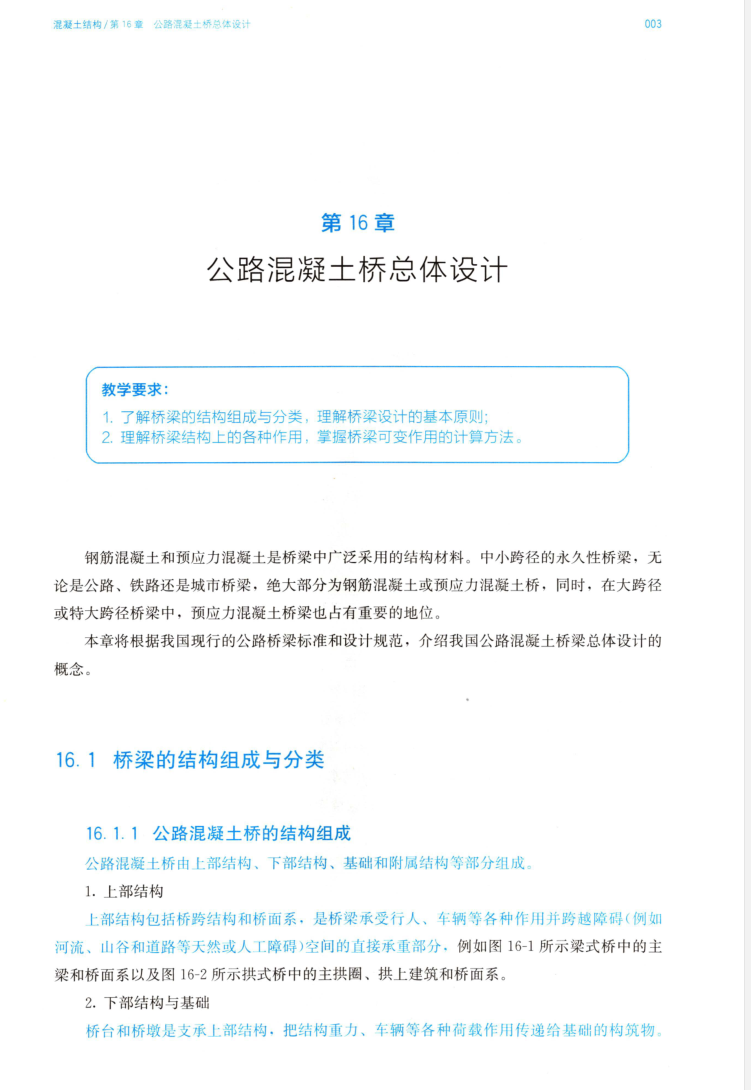 混凝土结构/第 16 章 公路混凝土桥总体设计 003
第 16 章
公路混凝土桥总体设计
教学要求：
1. 了解桥梁的结构组成与分类，理解桥梁设计的基本原则；
2. 理解桥梁结构上的各种作用，掌握桥梁可变作用的计算方法。
钢筋混凝土和预应力混凝土是桥梁中广泛采用的结构材料。中小跨径的永久性桥梁，无
论是公路、铁路还是城市桥梁，绝大部分为钢筋混凝土或预应力混凝土桥，同时，在大跨径
或特大跨径桥梁中，预应力混凝土桥梁也占有重要的地位。
本章将根据我国现行的公路桥梁标准和设计规范，介绍我国公路混凝土桥梁总体设计的
概念。
16.1 桥梁的结构组成与分类
16.1.1 公路混凝土桥的结构组成
公路混凝土桥由上部结构、下部结构、基础和附属结构等部分组成。
1. 上部结构
上部结构包括桥跨结构和桥面系，是桥梁承受行人、车辆等各种作用并跨越障碍(例如
河流、山谷和道路等天然或人工障碍)空间的直接承重部分，例如图 16-1 所示梁式桥中的主
梁和桥面系以及图 16-2 所示拱式桥中的主拱圈、拱上建筑和桥面系。
2. 下部结构与基础
桥台和桥墩是支承上部结构，把结构重力、车辆等各种荷载作用传递给基础的构筑物。